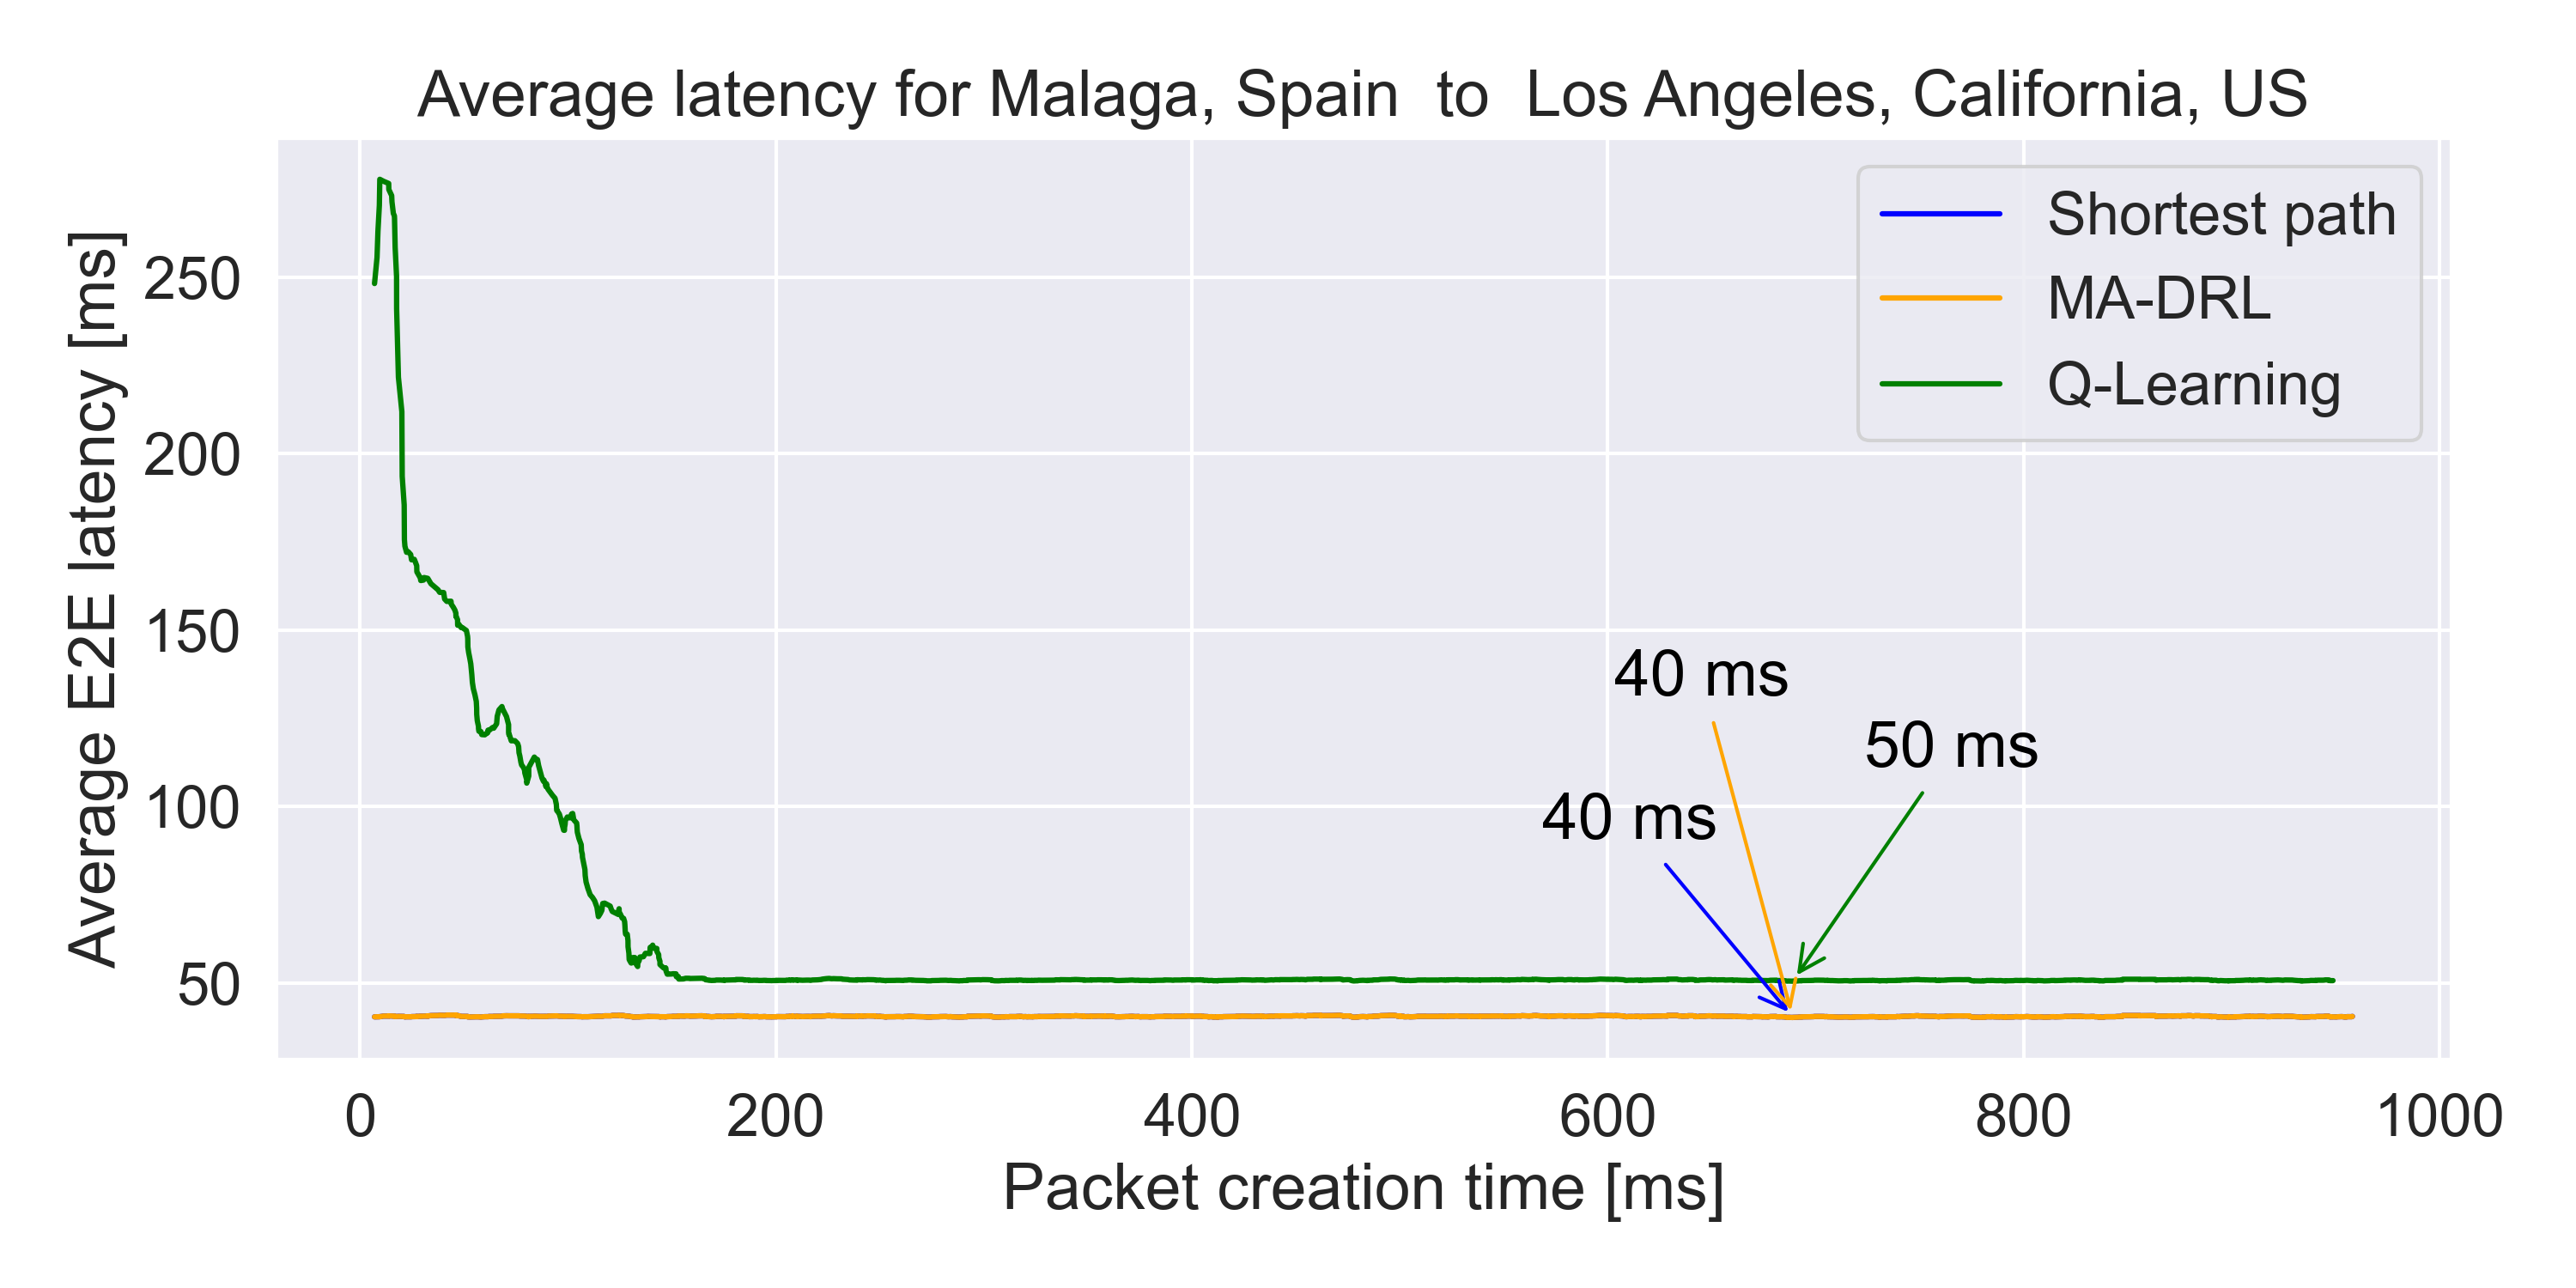 Average latency for Malaga, Spain  to  Los Angeles, California, US
Average E2E latency [ms]
250
200
150
100
50
Shortest path
MA-DRL
Q-Learning
40 ms
50 ms
40 ms
0
200
400
600
800
1000
Packet creation time [ms]